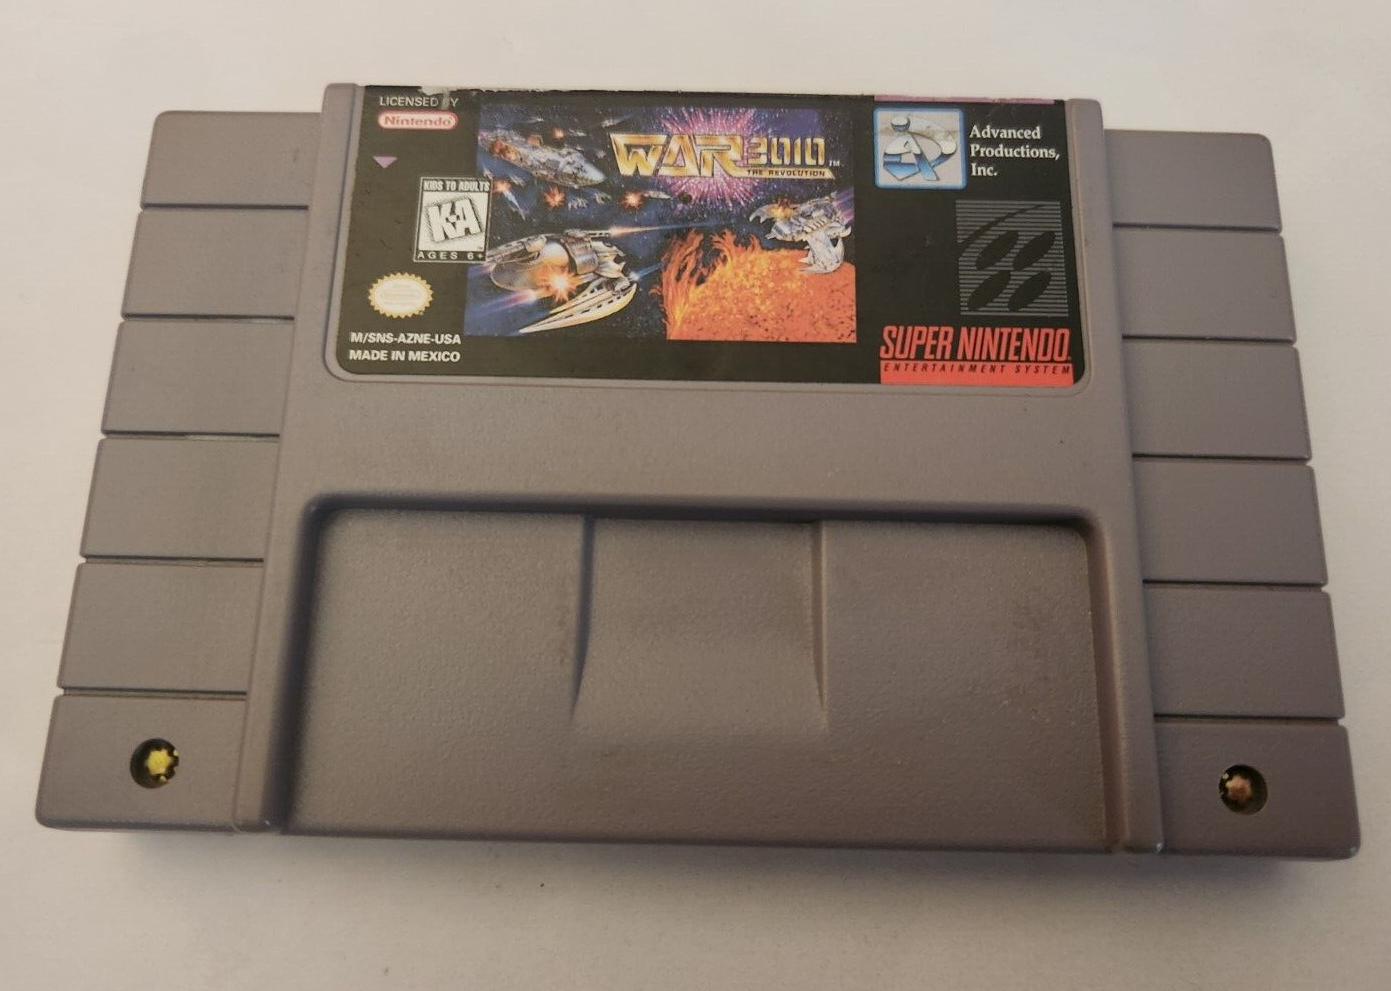 LICENSED BY
Nintendo
KIDS TO ADULTS
K-A
AGES 6+
M/SNS-AZNE-USA
MADE IN MEXICO
WAR 3010 TM
THE REVOLUTION
Advanced
Productions,
Inc.
SUPER NINTENDO
ENTERTAINMENT SYSTEM